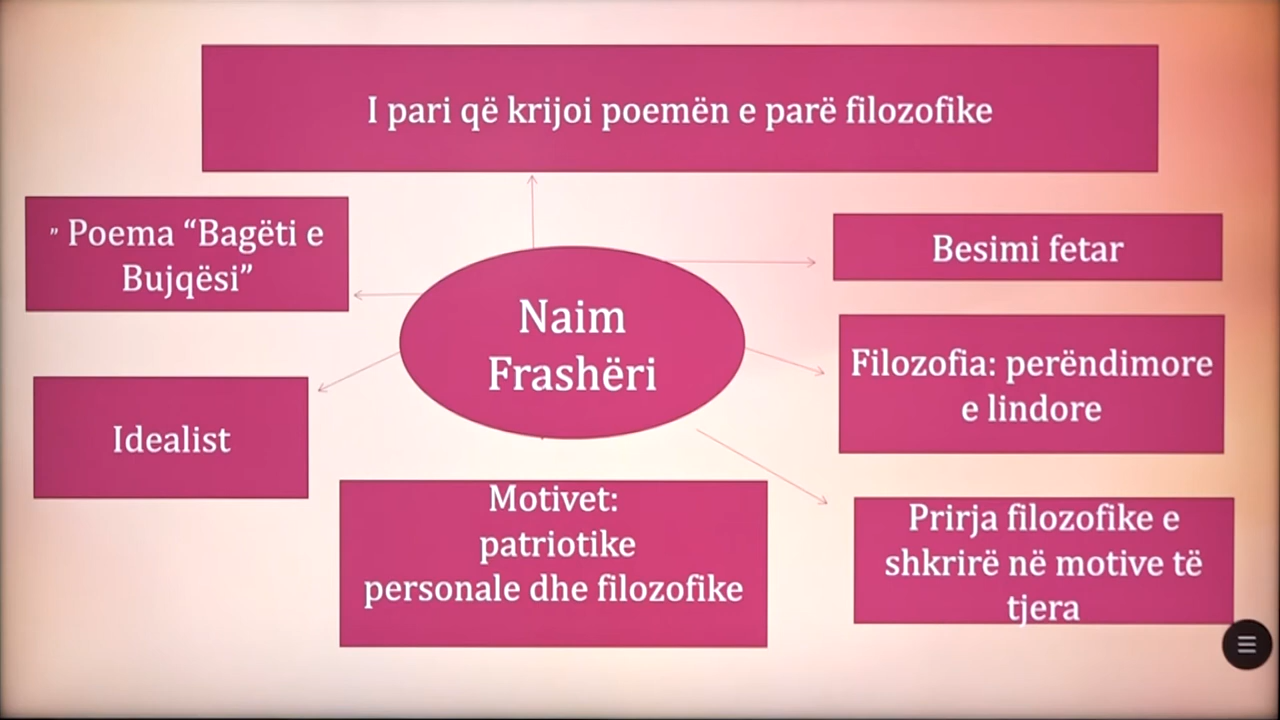 I pari që krijoi poemën e parë filozofike
” Poema “Bagëti e
Bujqësi”
Besimi fetar
Naim
Frashëri
Filozofia: perëndimore
e lindore
Idealist
Motivet:
patriotike
personale dhe filozofike
Prirja filozofike e
shkrirë në motive të
tjera